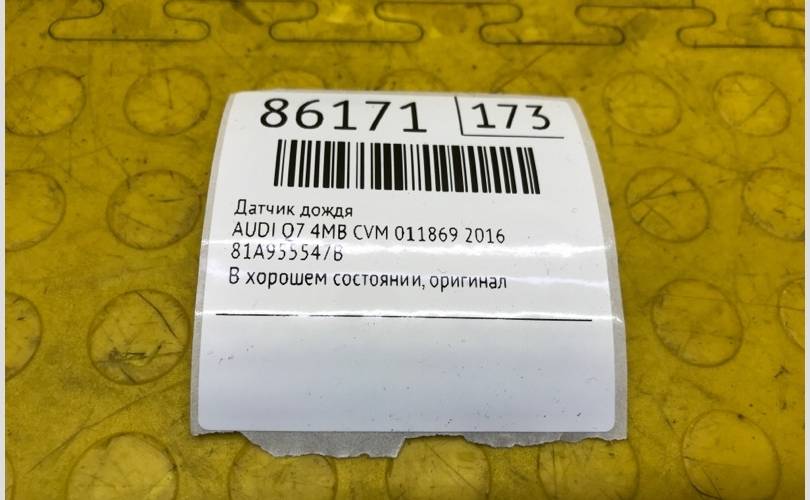 86171 173
Датчик дождя
AUDI Q7 4MB CVM 011869 2016
81A955547B
В хорошем состоянии, оригинал